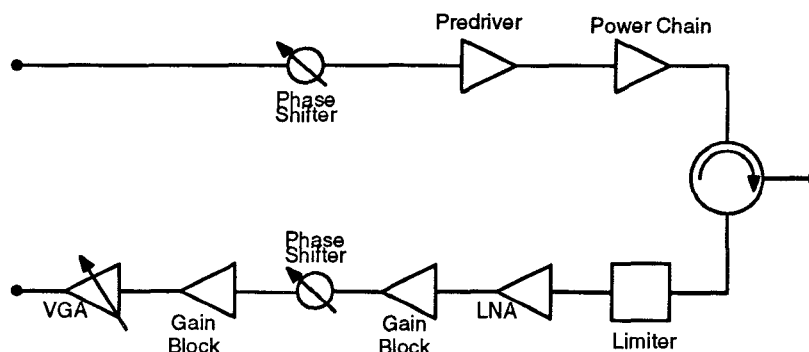 Predriver
Power Chain
Phase
Shifter
Phase
Shifter
VGA
Gain
Block
Gain
Block
LNA
Limiter